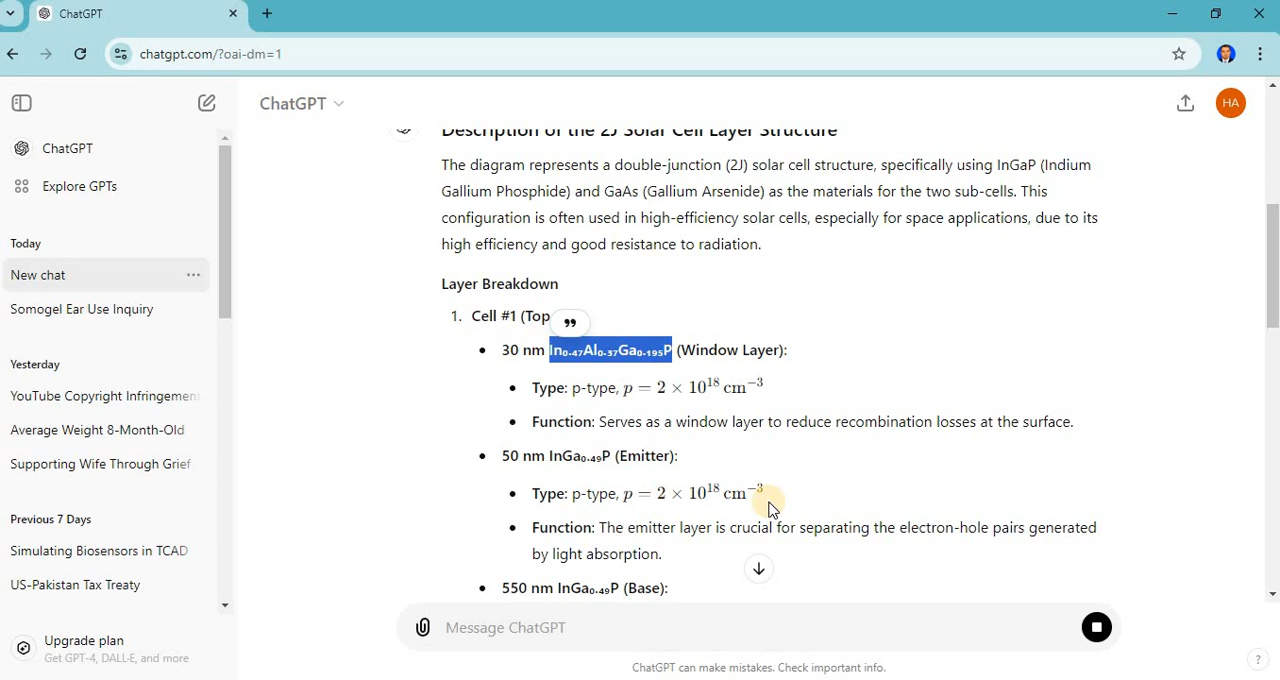 ChatGPT
chatgpt.com/?oai-dm=1
ChatGPT
HA
ChatGPT
Explore GPTs
Today
New chat
Somogel Ear Use Inquiry
Yesterday
YouTube Copyright Infringemen
Average Weight 8-Month-Old
Supporting Wife Through Grief
Previous 7 Days
Simulating Biosensors in TCAD
US-Pakistan Tax Treaty
Upgrade plan
Get GPT-4, DALL·E, and more
Description of the 2J Solar Cell Layer Structure
The diagram represents a double-junction (2J) solar cell structure, specifically using InGaP (Indium
Gallium Phosphide) and GaAs (Gallium Arsenide) as the materials for the two sub-cells. This
configuration is often used in high-efficiency solar cells, especially for space applications, due to its
high efficiency and good resistance to radiation.
Layer Breakdown
1. Cell #1 (Top
• 30 nm In₀.₄₇Al₀.₃₇Ga₀.₁₉₅P (Window Layer):
• Type: p-type, p = 2 × 10¹⁸ cm⁻³
• Function: Serves as a window layer to reduce recombination losses at the surface.
• 50 nm InGa₀.₄₉P (Emitter):
• Type: p-type, p = 2 × 10¹⁸ cm⁻³
• Function: The emitter layer is crucial for separating the electron-hole pairs generated
by light absorption.
• 550 nm InGa₀.₄₉P (Base):
Message ChatGPT
ChatGPT can make mistakes. Check important info.
?